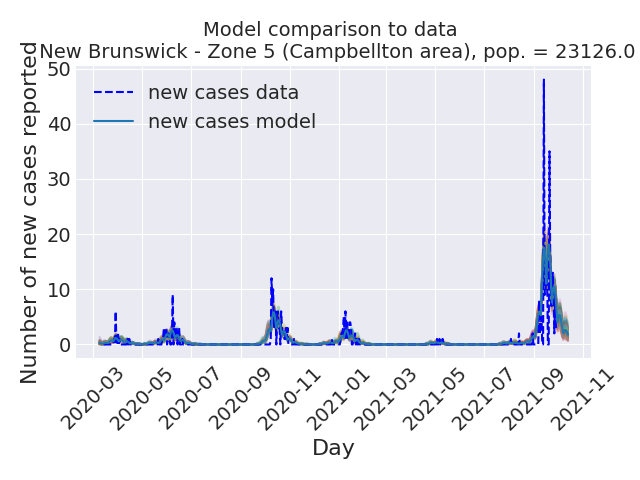 Model comparison to data
New Brunswick - Zone 5 (Campbellton area), pop. = 23126.0
new cases data
new cases model
Number of new cases reported
50
40
30
20
10
0
2020-03
2020-05
2020-07
2020-09
2020-11
2021-01
2021-03
2021-05
2021-07
2021-09
2021-11
Day